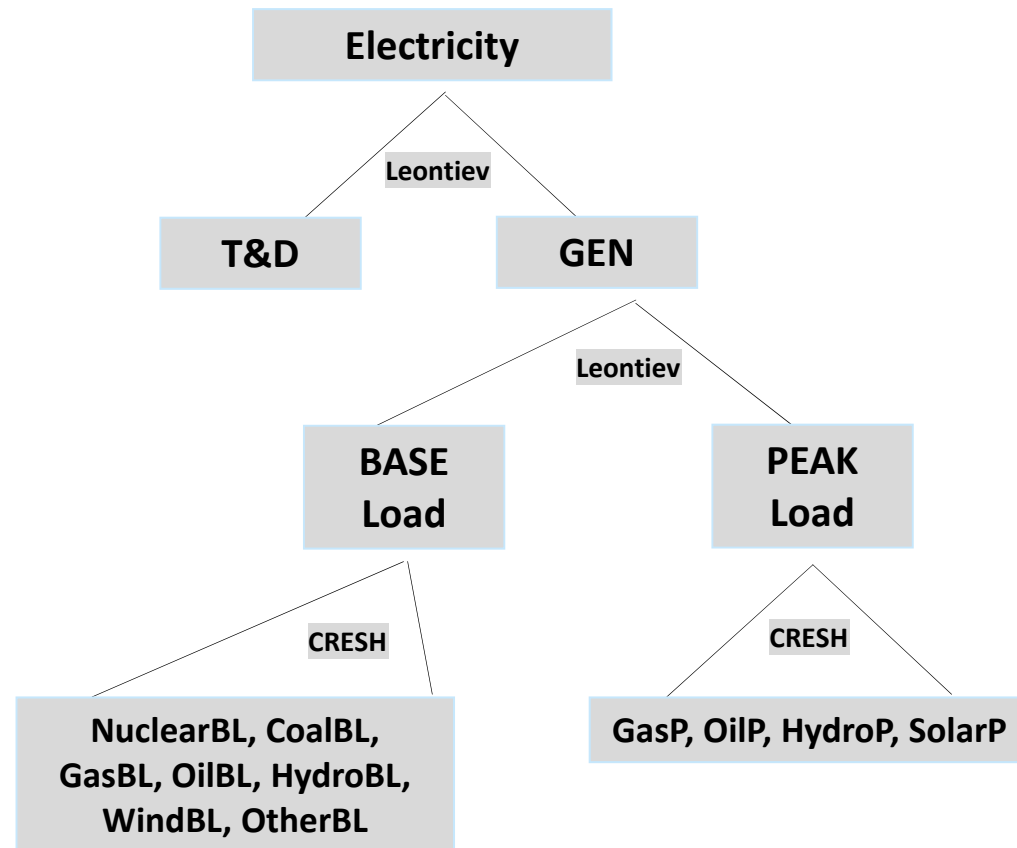 Electricity
Leontiev
T&D
GEN
Leontiev
BASE
Load
PEAK
Load
CRESH
CRESH
NuclearBL, CoalBL,
GasBL, OilBL, HydroBL,
WindBL, OtherBL
GasP, OilP, HydroP, SolarP